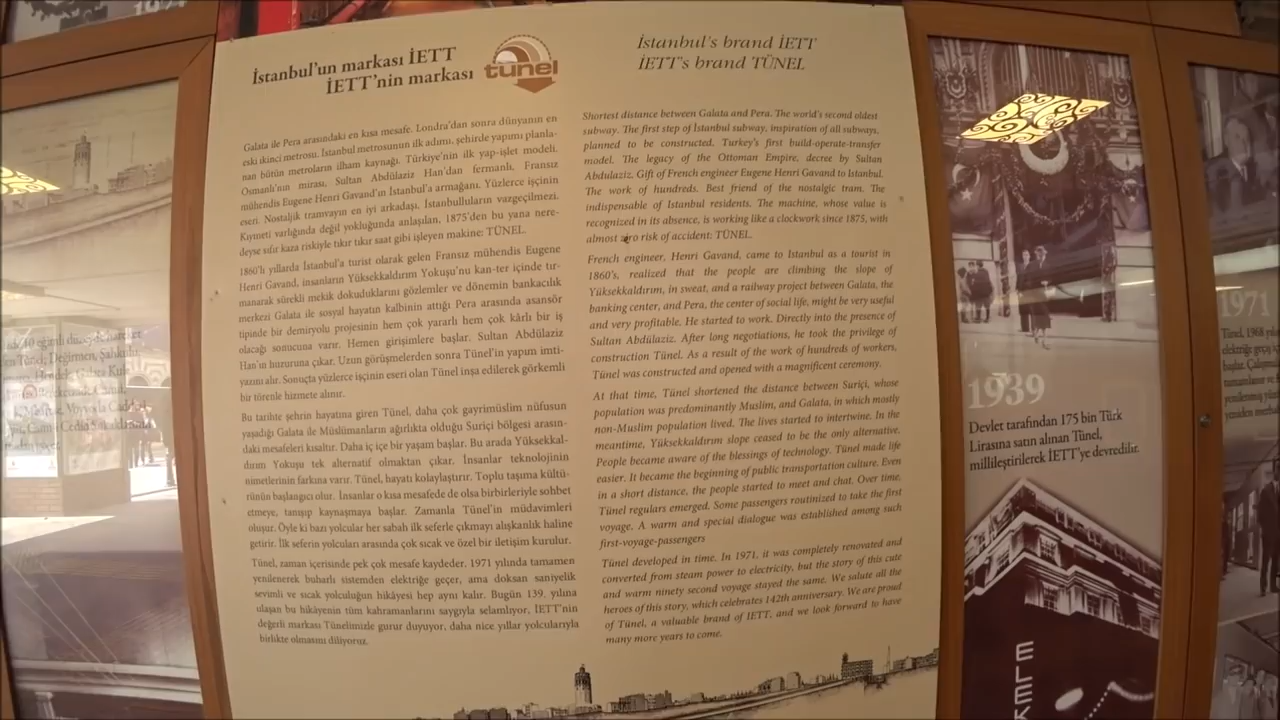 İstanbul'un markası İETT
İETT'nin markası
tünel
Galata ile Pera arasındaki en kısa mesafe. Londra'dan sonra dünyanın en
eski ikinci metrosu. İstanbul metrosunun ilk adımı, şehirde yapımı planla-
nan bütün metroların ilham kaynağı. Türkiye'nin ilk yap-işlet modeli.
Osmanlı'nın mirası, Sultan Abdülaziz Han'dan fermanlı. Fransız
mühendis Eugene Henri Gavand'ın İstanbul'a armağanı. Yüzlerce işçinin
eseri. Nostaljik tramvayın en iyi arkadaşı. İstanbulluların vazgeçilmezi.
Kıymeti varlığında değil yokluğunda anlaşılan, 1875'den bu yana nere-
deyse sıfır kaza riskiyle tıkır tıkır saat gibi işleyen makine: TÜNEL.
1860'lı yıllarda İstanbul'a turist olarak gelen Fransız mühendis Eugene
Henri Gavand, insanların Yüksekkaldırım Yokuşu'nu kan-ter içinde tır-
manarak sürekli mekik dokuduklarını gözlemler ve dönemin bankacılık
merkezi Galata ile sosyal hayatın kalbinin attığı Pera arasında asansör
tipinde bir demiryolu projesinin hem çok yararlı hem çok kârlı bir iş
olacağı sonucuna varır. Hemen girişimlere başlar. Sultan Abdülaziz
Han'ın huzuruna çıkar. Uzun görüşmelerden sonra Tünel'in yapım imti-
yazını alır. Sonuçta yüzlerce işçinin eseri olan Tünel inşa edilerek görkemli
bir törenle hizmete alınır.
Bu tarihte şehrin hayatına giren Tünel, daha çok gayrimüslim nüfusun
yaşadığı Galata ile Müslümanların ağırlıkta olduğu Suriçi bölgesi arasın-
daki mesafeleri kısaltır. Daha iç içe bir yaşam başlar. Bu arada Yüksekkal-
dırım Yokuşu tek alternatif olmaktan çıkar. İnsanlar teknolojinin
nimetlerinin farkına varır. Tünel, hayatı kolaylaştırır. Toplu taşıma kültü-
rünün başlangıcı olur. İnsanlar o kısa mesafede de olsa birbirleriyle sohbet
etmeye, tanışıp kaynaşmaya başlar. Zamanla Tünel'in müdavimleri
oluşur. Öyle ki bazı yolcular her sabah ilk seferle çıkmayı alışkanlık haline
getirir. İlk seferin yolcuları arasında çok sıcak ve özel bir iletişim kurulur.
Tünel, zaman içerisinde pek çok mesafe kaydeder. 1971 yılında tamamen
yenilenerek buharlı sistemden elektriğe geçer, ama doksan saniyelik
sevimli ve sıcak yolculuğun hikâyesi hep aynı kalır. Bugün 139. yılına
ulaşan bu hikâyenin tüm kahramanlarını saygıyla selamlıyor, İETT'nin
değerli markası Tünelimizle gurur duyuyor, daha nice yıllar yolcularıyla
birlikte olmasını diliyoruz.
İstanbul's brand İETT
İETT's brand TÜNEL
Shortest distance between Galata and Pera. The world's second oldest
subway. The first step of İstanbul subway, inspiration of all subways,
planned to be constructed. Turkey's first build-operate-transfer
model. The legacy of the Ottoman Empire, decree by Sultan
Abdulaziz. Gift of French engineer Eugene Henri Gavand to Istanbul.
The work of hundreds. Best friend of the nostalgic tram. The
indispensable of Istanbul residents. The machine, whose value is
recognized in its absence, is working like a clockwork since 1875, with
almost zero risk of accident: TÜNEL.
French engineer, Henri Gavand, came to Istanbul as a tourist in
1860's, realized that the people are climbing the slope of
Yüksekkaldırım, in sweat, and a railway project between Galata, the
banking center, and Pera, the center of social life, might be very useful
and very profitable. He started to work. Directly into the presence of
Sultan Abdülaziz. After long negotiations, he took the privilege of
construction Tünel. As a result of the work of hundreds of workers,
Tünel was constructed and opened with a magnificent ceremony.
At that time, Tünel shortened the distance between Suriçi, whose
population was predominantly Muslim, and Galata, in which mostly
non-Muslim population lived. The lives started to intertwine. In the
meantime, Yüksekkaldırım slope ceased to be the only alternative.
People became aware of the blessings of technology. Tünel made life
easier. It became the beginning of public transportation culture. Even
in a short distance, the people started to meet and chat. Over time,
Tünel regulars emerged. Some passengers routinized to take the first
voyage. A warm and special dialogue was established among such
first-voyage-passengers
Tünel developed in time. In 1971, it was completely renovated and
converted from steam power to electricity, but the story of this cute
and warm ninety second voyage stayed the same. We salute all the
heroes of this story, which celebrates 142th anniversary. We are proud
of Tünel, a valuable brand of IETT, and we look forward to have
many more years to come.
1939
Devlet tarafından 175 bin Türk
Lirasına satın alınan Tünel,
millileştirilerek İETT'ye devredilir.
ELEK
1971
Tünel, 1968
elektriğe geçiş
başlar.
yeniden